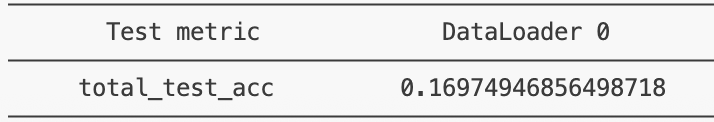 Test metric DataLoader 0
total_test_acc 0.16974946856498718